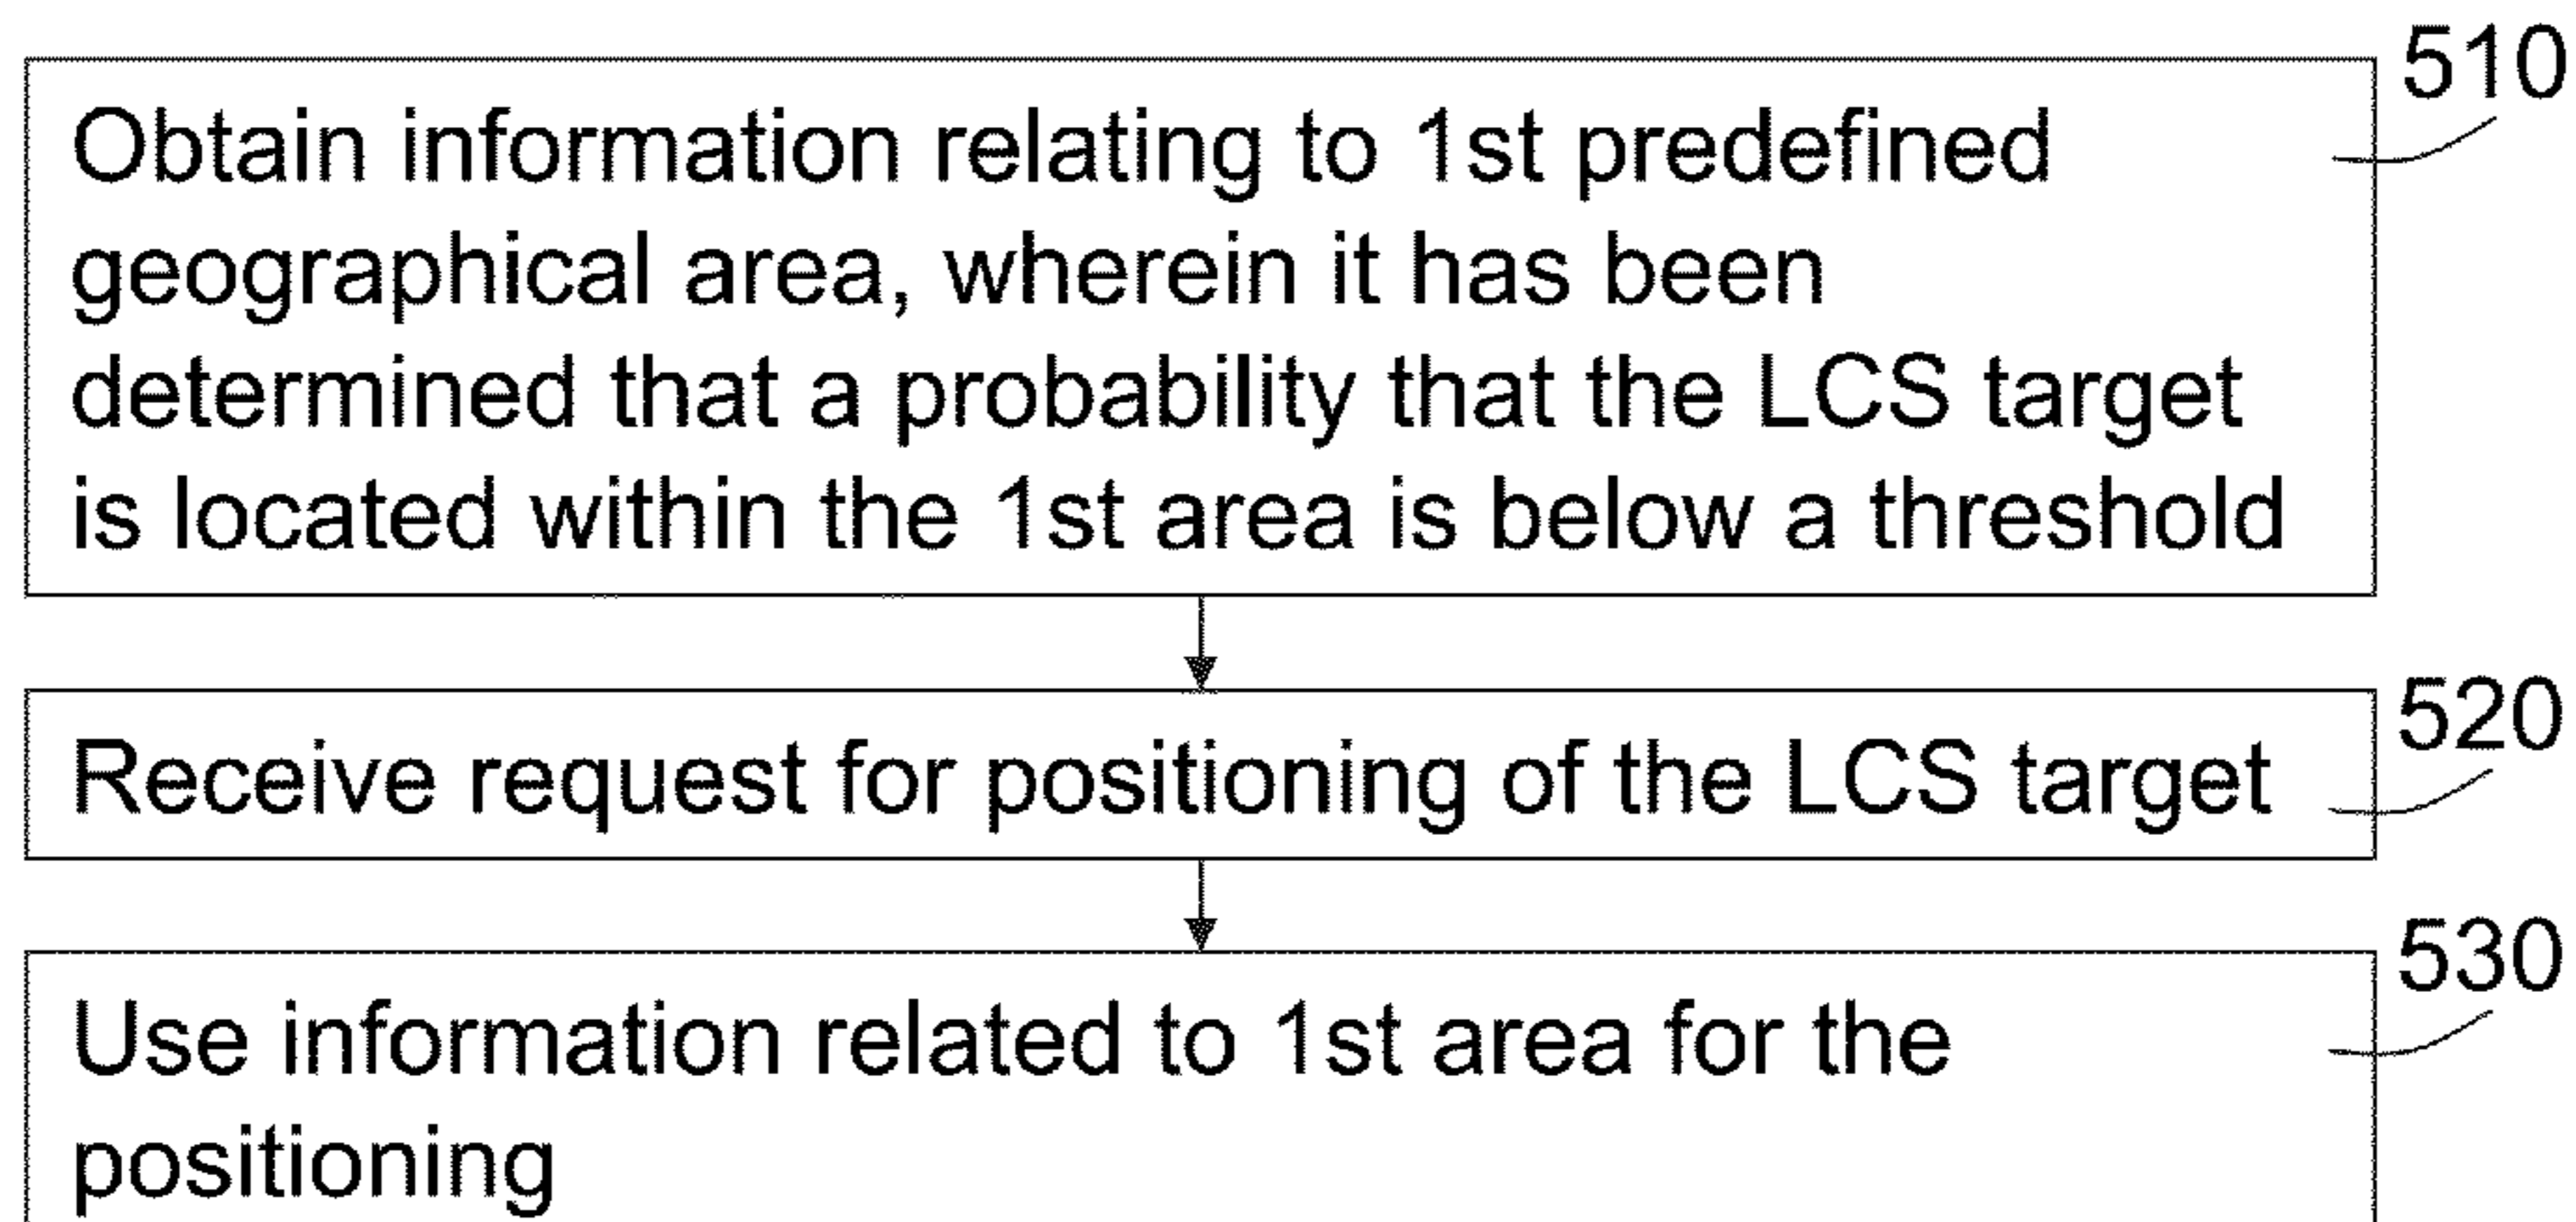 510
Obtain information relating to 1st predefined
geographical area, wherein it has been
determined that a probability that the LCS target
is located within the 1st area is below a threshold
520
Receive request for positioning of the LCS target
530
Use information related to 1st area for the
positioning